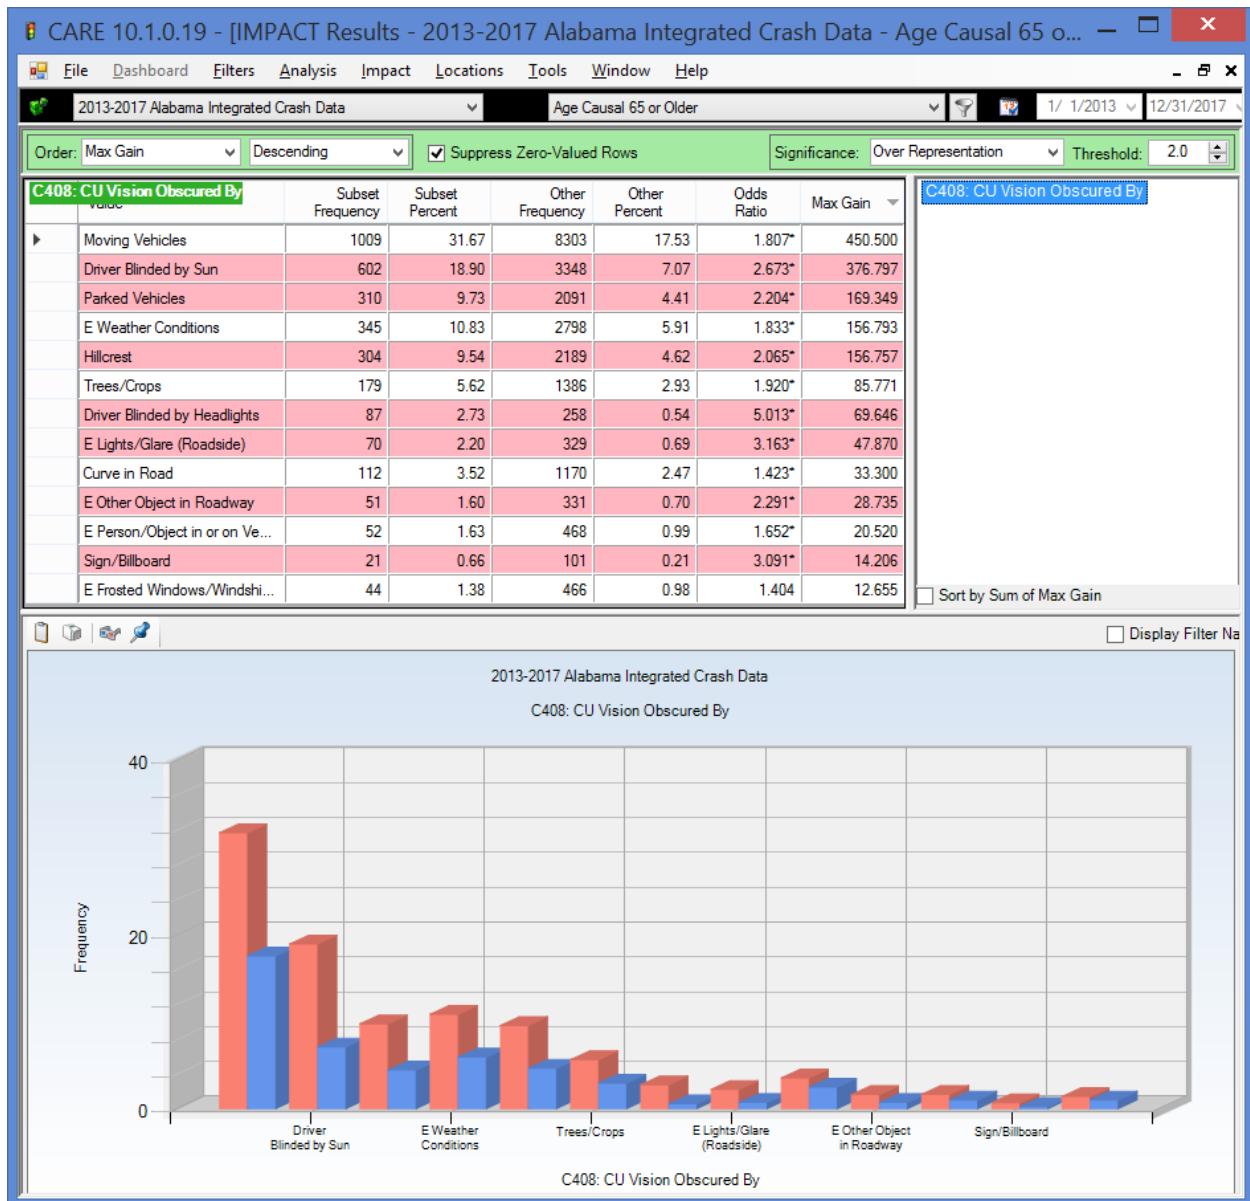 CARE 10.1.0.19 - [IMPACT Results - 2013-2017 Alabama Integrated Crash Data - Age Causal 65 o...
File Dashboard Filters Analysis Impact Locations Tools Window Help
2013-2017 Alabama Integrated Crash Data Age Causal 65 or Older 1/ 1/2013 12/31/2017
Order: Max Gain Descending Suppress Zero-Valued Rows Significance: Over Representation Threshold: 2.0
C408: CU Vision Obscured By
Subset Frequency Subset Percent Other Frequency Other Percent Odds Ratio Max Gain
Moving Vehicles 1009 31.67 8303 17.53 1.807* 450.500
Driver Blinded by Sun 602 18.90 3348 7.07 2.673* 376.797
Parked Vehicles 310 9.73 2091 4.41 2.204* 169.349
E Weather Conditions 345 10.83 2798 5.91 1.833* 156.793
Hillcrest 304 9.54 2189 4.62 2.065* 156.757
Trees/Crops 179 5.62 1386 2.93 1.920* 85.771
Driver Blinded by Headlights 87 2.73 258 0.54 5.013* 69.646
E Lights/Glare (Roadside) 70 2.20 329 0.69 3.163* 47.870
Curve in Road 112 3.52 1170 2.47 1.423* 33.300
E Other Object in Roadway 51 1.60 331 0.70 2.291* 28.735
E Person/Object in or on Ve... 52 1.63 468 0.99 1.652* 20.520
Sign/Billboard 21 0.66 101 0.21 3.091* 14.206
E Frosted Windows/Windshi... 44 1.38 466 0.98 1.404 12.655
C408: CU Vision Obscured By
Sort by Sum of Max Gain
Display Filter Na
2013-2017 Alabama Integrated Crash Data
C408: CU Vision Obscured By
40
20
0
Frequency
Driver Blinded by Sun
E Weather Conditions
Trees/Crops
E Lights/Glare (Roadside)
E Other Object in Roadway
Sign/Billboard
C408: CU Vision Obscured By